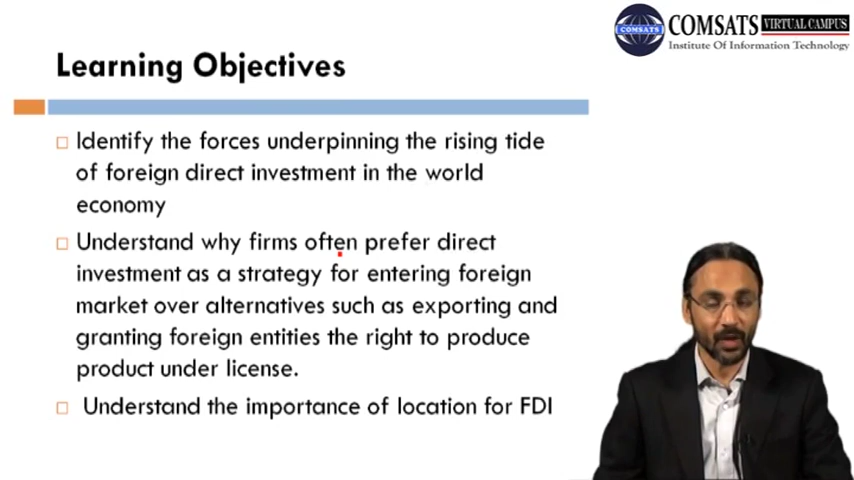 COMSATS VIRTUAL CAMPUS
Institute Of Information Technology
COMSATS
Learning Objectives
Identify the forces underpinning the rising tide
of foreign direct investment in the world
economy
Understand why firms often prefer direct
investment as a strategy for entering foreign
market over alternatives such as exporting and
granting foreign entities the right to produce
product under license.
Understand the importance of location for FDI